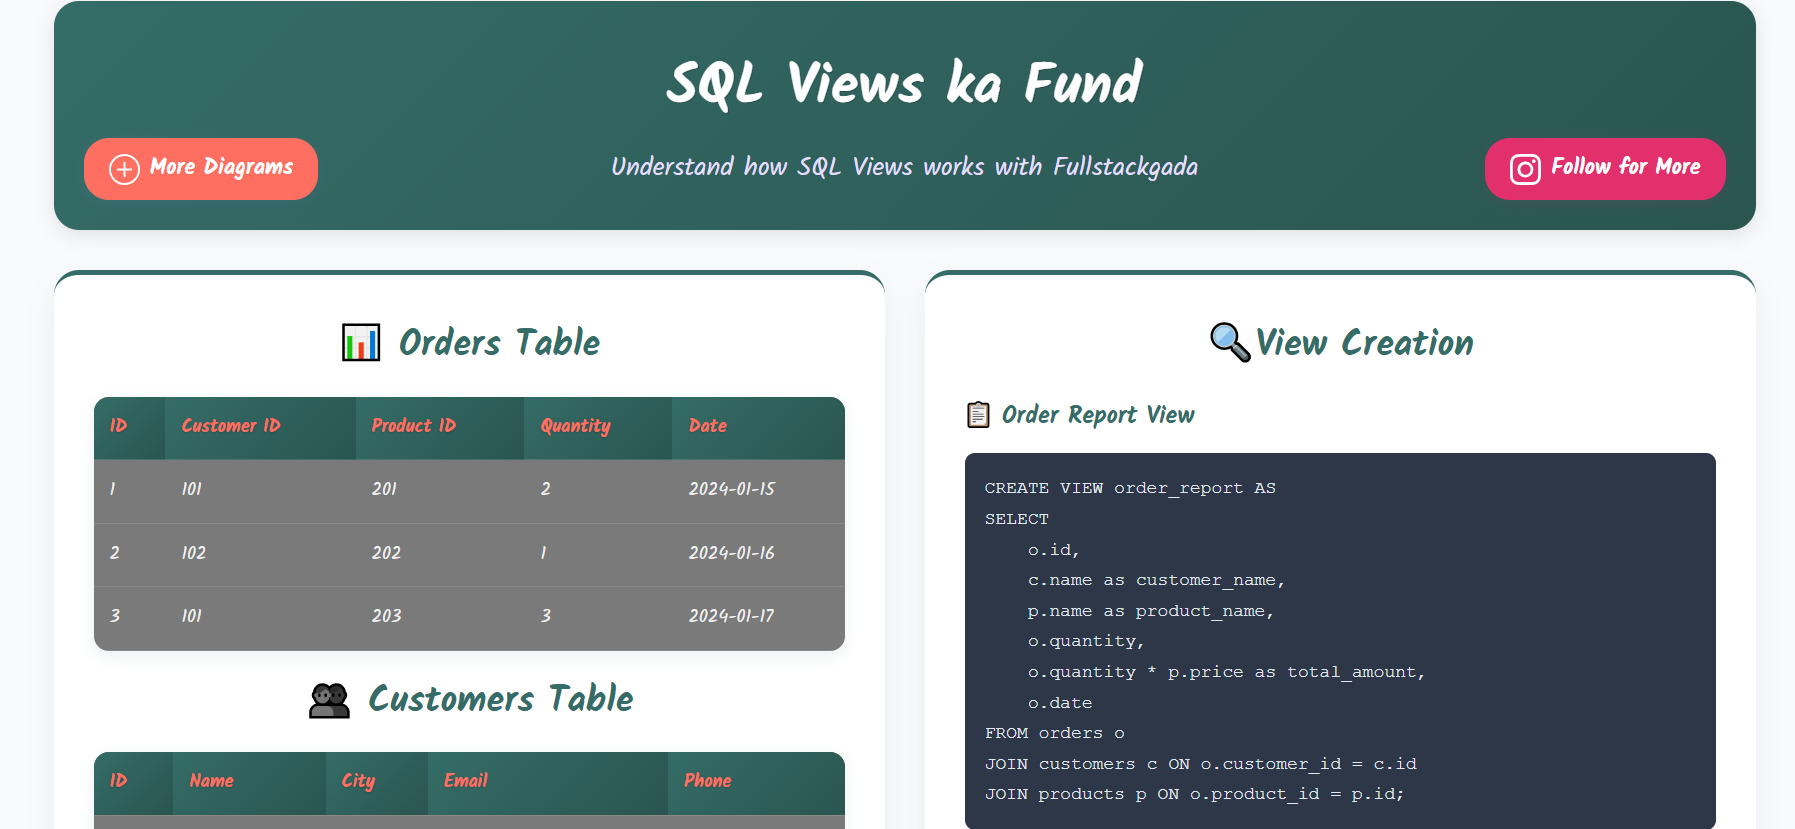 SQL Views ka Fund
More Diagrams
Understand how SQL Views works with Fullstackgada
Follow for More
Orders Table
ID Customer ID Product ID Quantity Date
1 101 201 2 2024-01-15
2 102 202 1 2024-01-16
3 101 203 3 2024-01-17
Customers Table
ID Name City Email Phone
View Creation
Order Report View
CREATE VIEW order_report AS
SELECT
    o.id,
    c.name as customer_name,
    p.name as product_name,
    o.quantity,
    o.quantity * p.price as total_amount,
    o.date
FROM orders o
JOIN customers c ON o.customer_id = c.id
JOIN products p ON o.product_id = p.id;